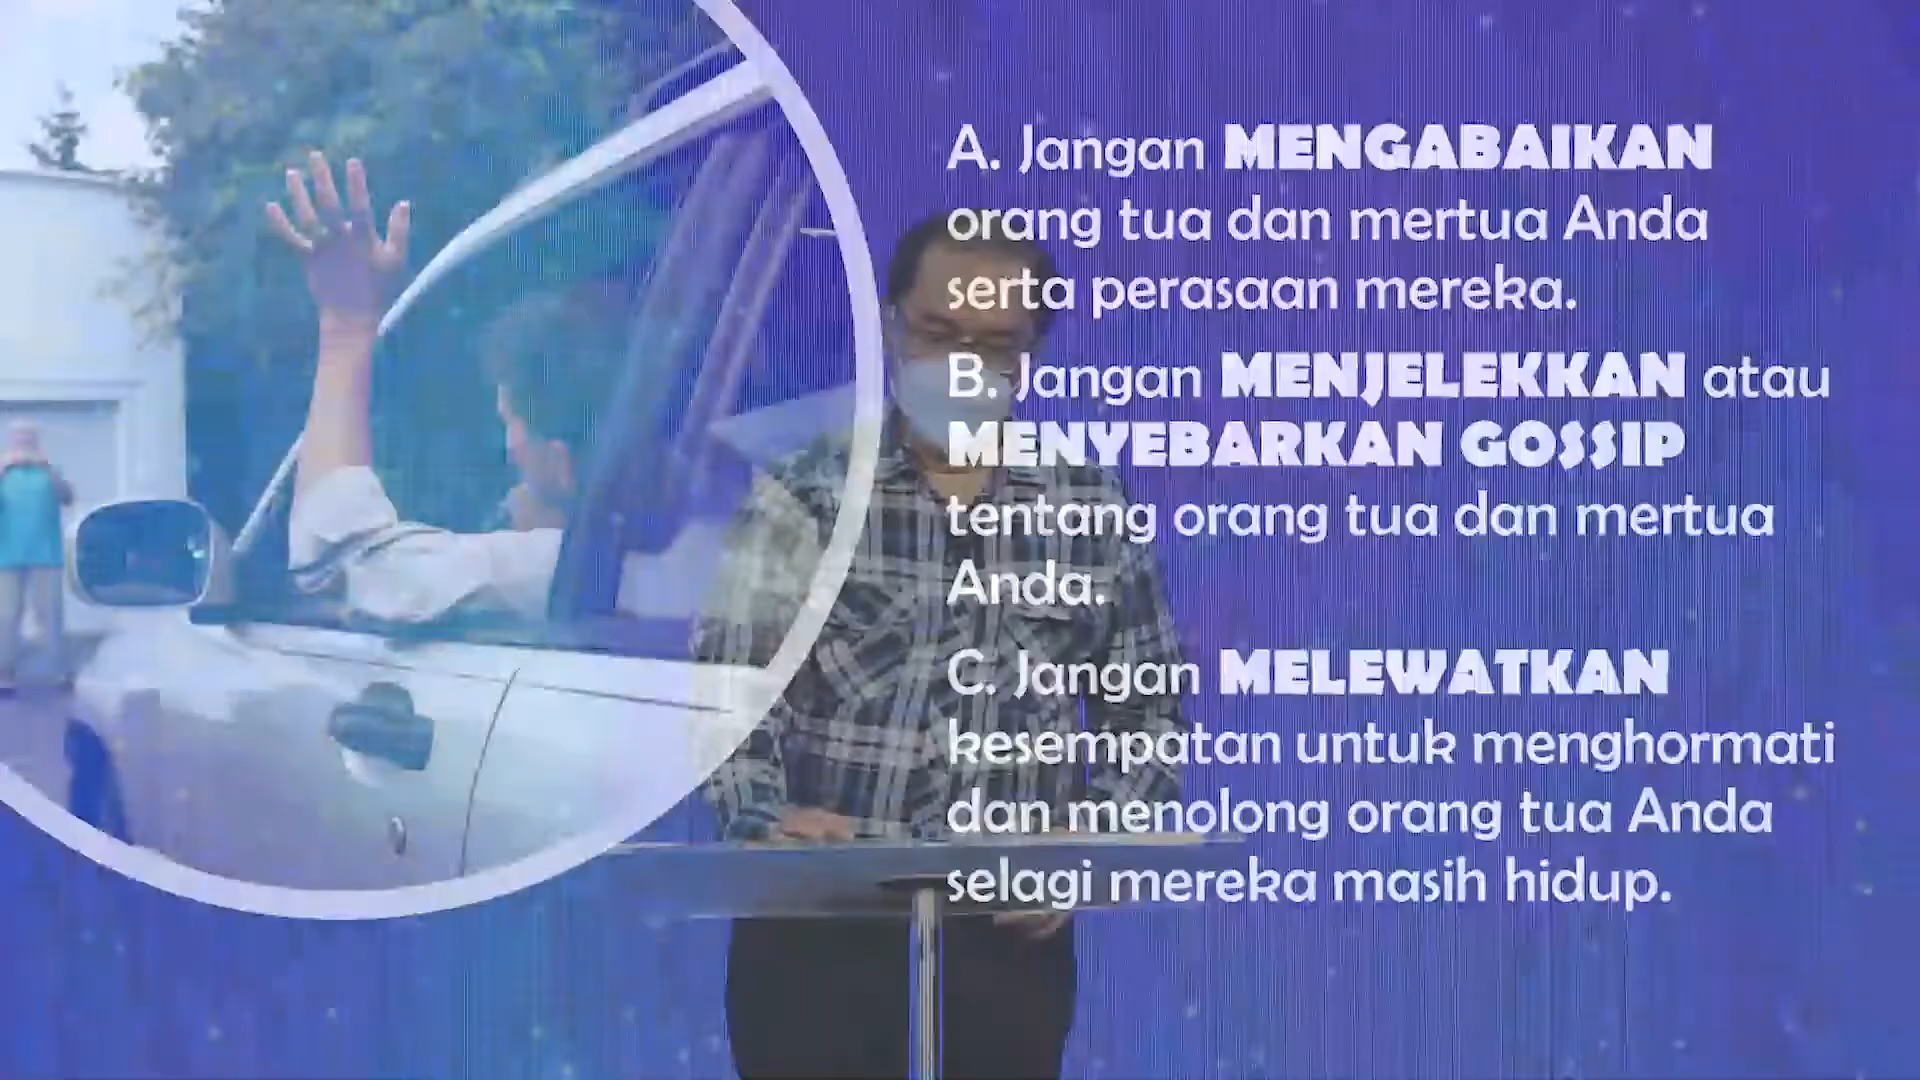 A. Jangan MENGABAIKAN
orang tua dan mertua Anda
serta perasaan mereka.
B. Jangan MENJELEKKAN atau
MENYEBARKAN GOSSIP
tentang orang tua dan mertua
Anda.
C. Jangan MELEWATKAN
kesempatan untuk menghormati
dan menolong orang tua Anda
selagi mereka masih hidup.